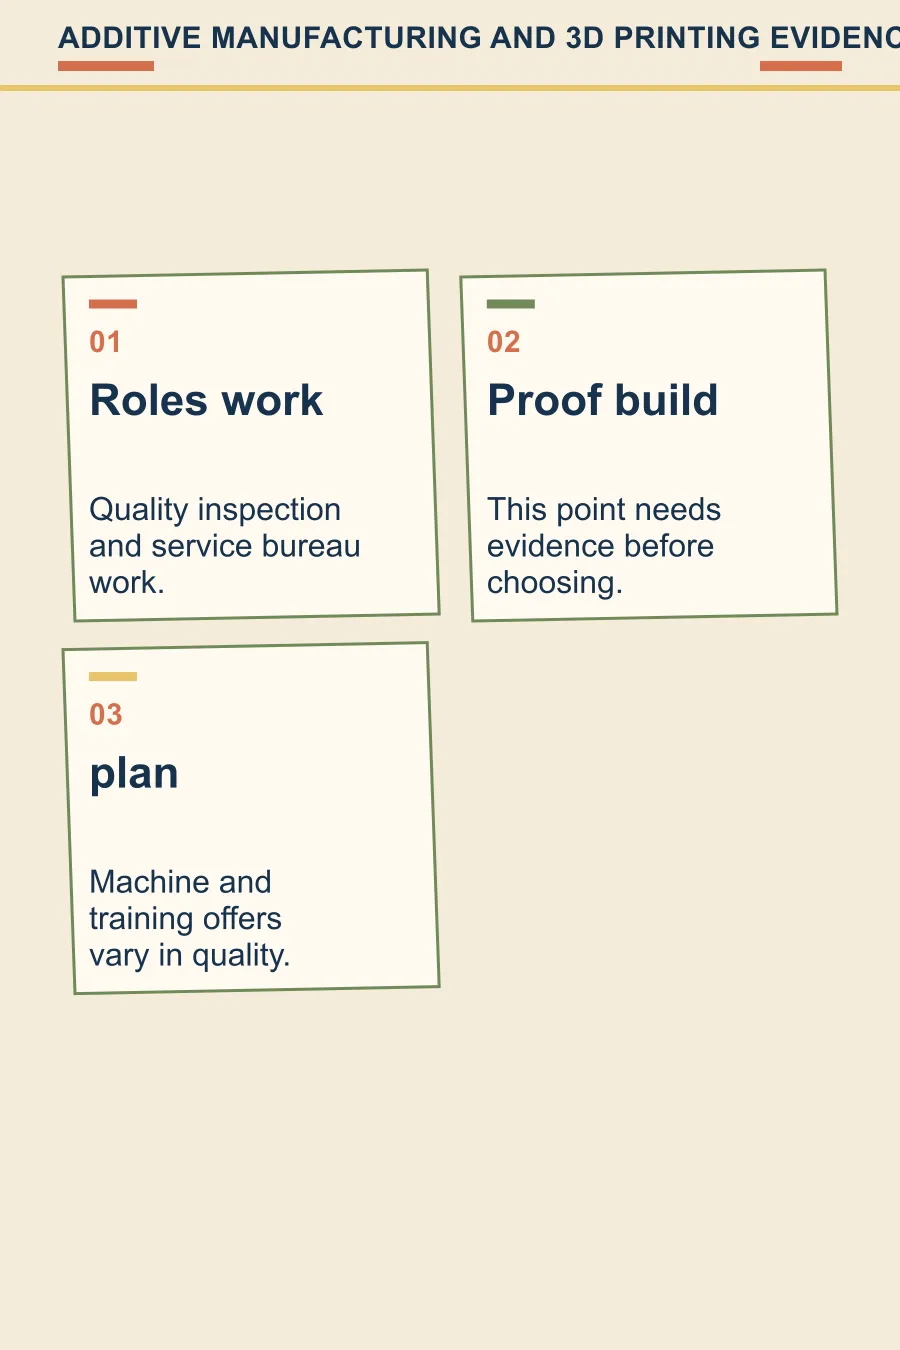 ADDITIVE MANUFACTURING AND 3D PRINTING
01
Roles work
Quality inspection
and service bureau
work.
02
Proof build
This point needs
evidence before
choosing.
03
plan
Machine and
training offers
vary in quality.